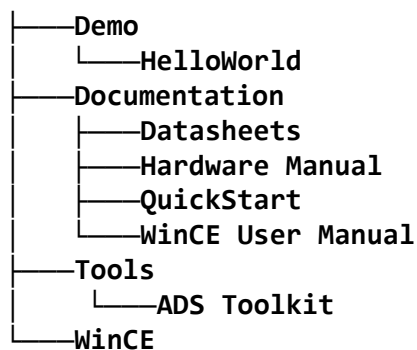 Demo
HelloWorld
Documentation
Datasheets
Hardware Manual
QuickStart
WinCE User Manual
Tools
ADS Toolkit
WinCE